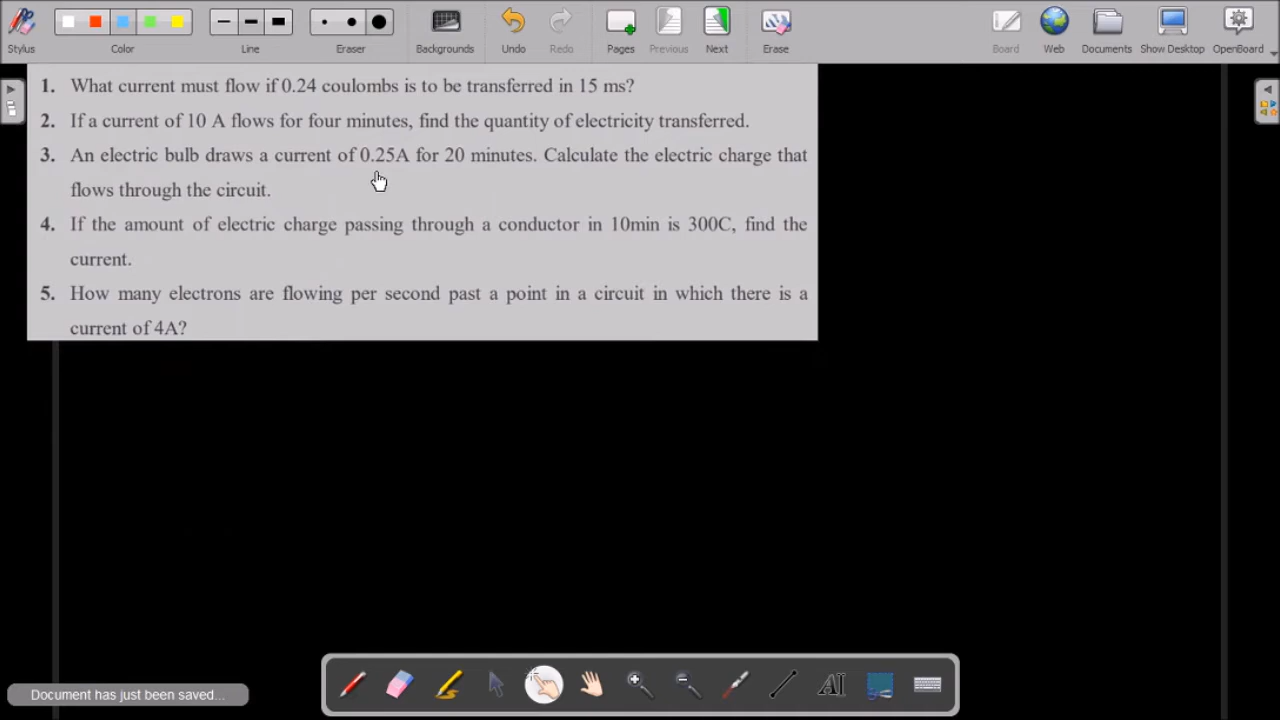 Stylus Color Line Eraser Backgrounds Undo Redo Pages Previous Next Erase Board Web Documents Show Desktop OpenBoard
1. What current must flow if 0.24 coulombs is to be transferred in 15 ms?
2. If a current of 10 A flows for four minutes, find the quantity of electricity transferred.
3. An electric bulb draws a current of 0.25A for 20 minutes. Calculate the electric charge that
flows through the circuit.
4. If the amount of electric charge passing through a conductor in 10min is 300C, find the
current.
5. How many electrons are flowing per second past a point in a circuit in which there is a
current of 4A?
AI
Document has just been saved...